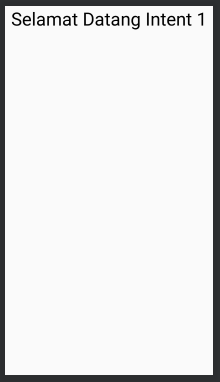 Selamat Datang Intent 1